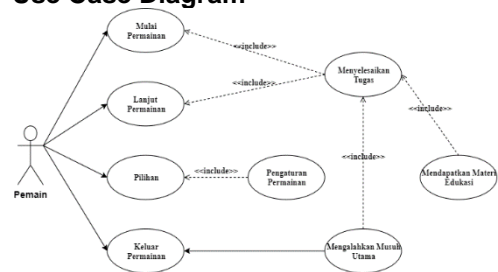 Use Case Diagram
Mulai
Permainan
<<include>>
Menyelesaikan
Tugas
<<include>>
Lanjut
Permainan
<<include>>
<<include>>
Pilihan
<<include>>
Pengaturan
Permainan
Mendapatkan Materi
Edukasi
Pemain
Keluar
Permainan
Mengalahkan Musuh
Utama